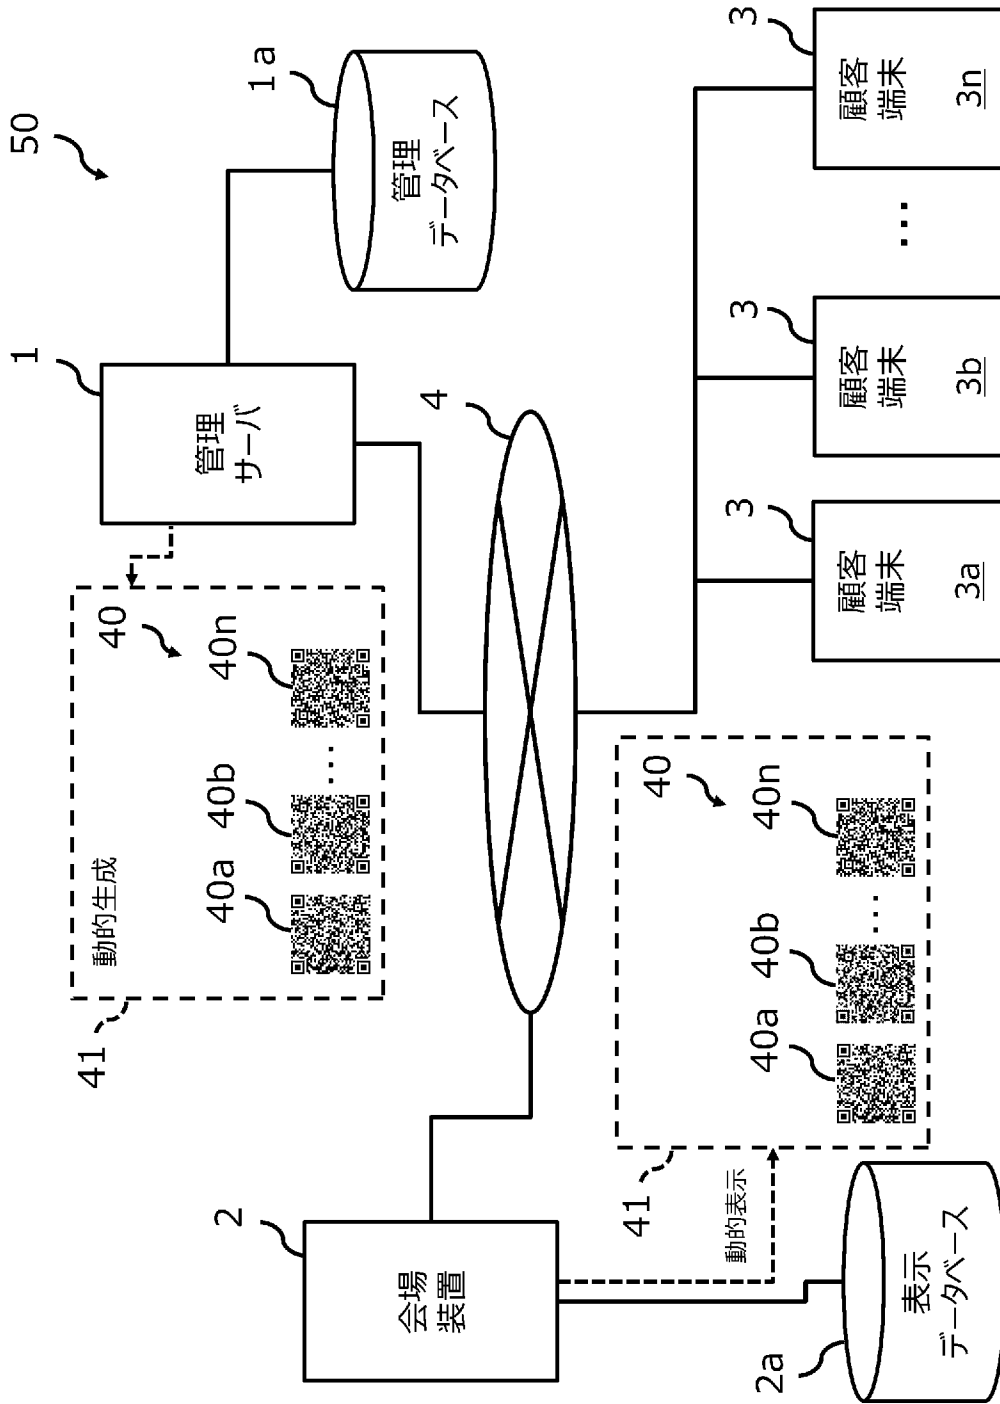 50
1
管理
サーバ
1a
管理
データベース
41
動的生成
40
40a
40b
...
40n
4
2
会場
装置
動的表示
2a
表示
データベース
41
40
40a
40b
...
40n
3
顧客
端末
3a
3
顧客
端末
3b
...
3
顧客
端末
3n